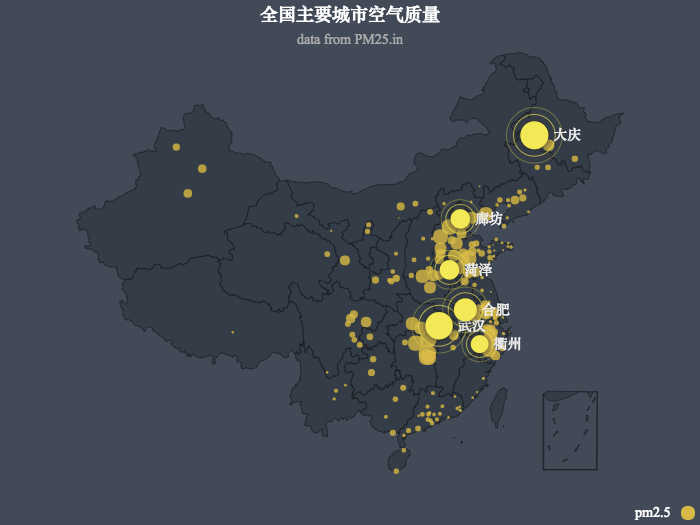 全国主要城市空气质量
data from PM25.in
大庆
廊坊
菏泽
合肥
武汉
衢州
pm2.5